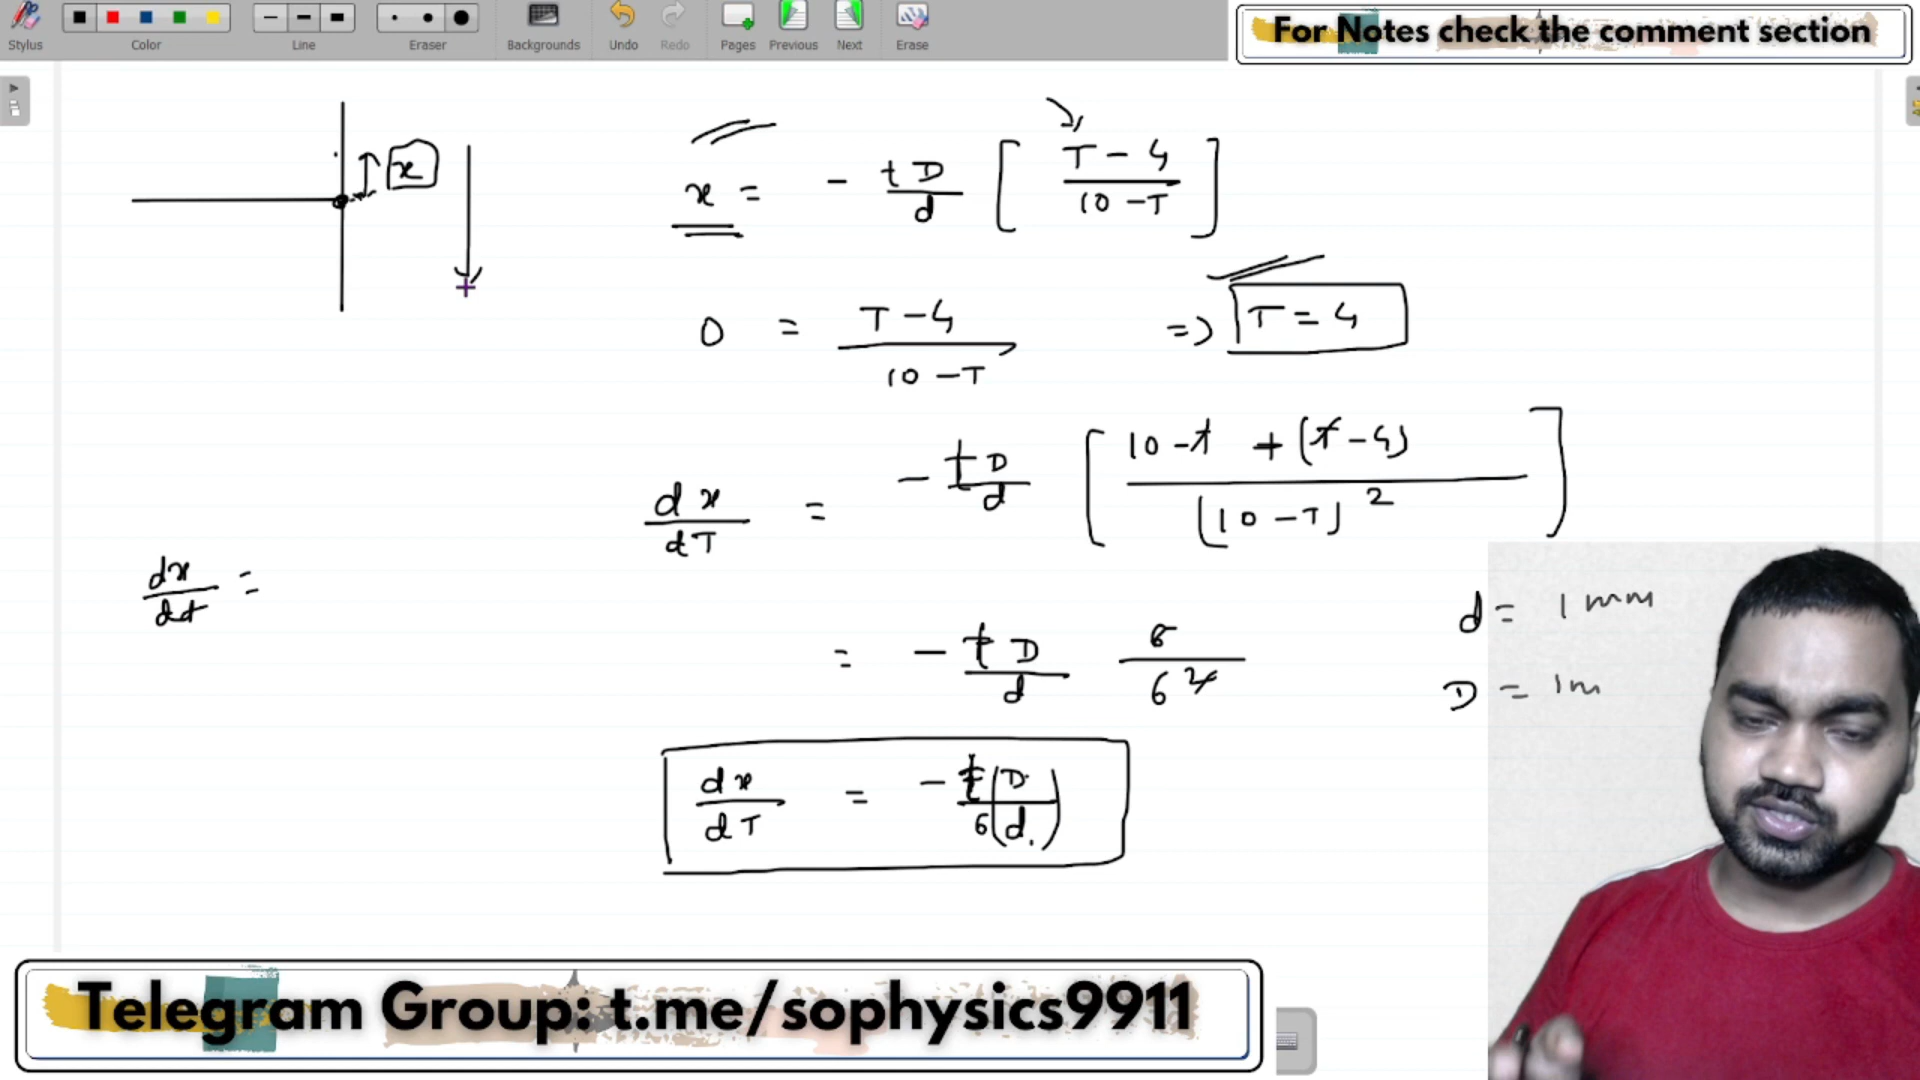 Stylus Color Line Eraser Backgrounds Undo Redo Pages Previous Next Erase
For Notes check the comment section
x
x = - tD/d [ T - 4 / 10 - T ]
0 = T - 4 / 10 - T => T = 4
dx/dT = - tD/d [ 10 - T + (T - 4) / (10 - T)^2 ]
dx/dt =
= - tD/d 6/6^2
d = 1 mm
D = 1m
dx/dT = - t/6 (D/d)
Telegram Group: t.me/sophysics9911